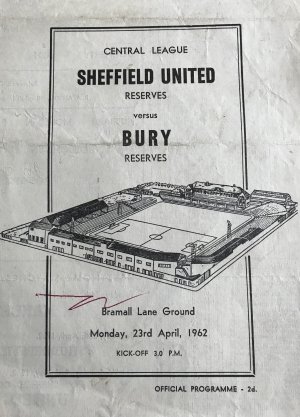 CENTRAL LEAGUE
SHEFFIELD UNITED
RESERVES
versus
BURY
RESERVES
Bramall Lane Ground
Monday, 23rd April, 1962
KICK-OFF 3.0 P.M.
OFFICIAL PROGRAMME - 2d.